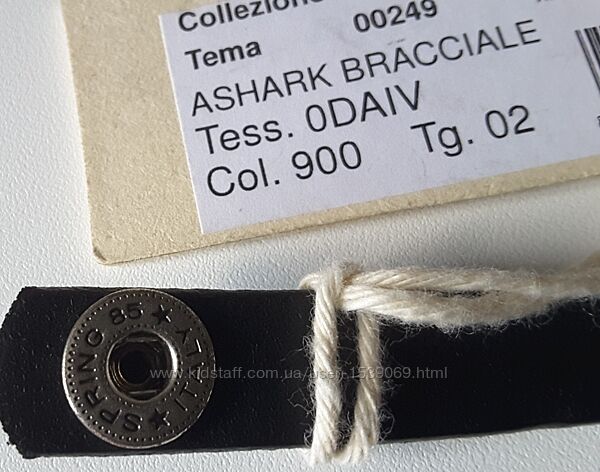 Collezione
Tema 00249
ASHARK BRACCIALE
Tess. 0DAIV
Col. 900 Tg. 02
SPRING 85 ★ ITALY ★
www.kidstaff.com.ua/user-1539069.html